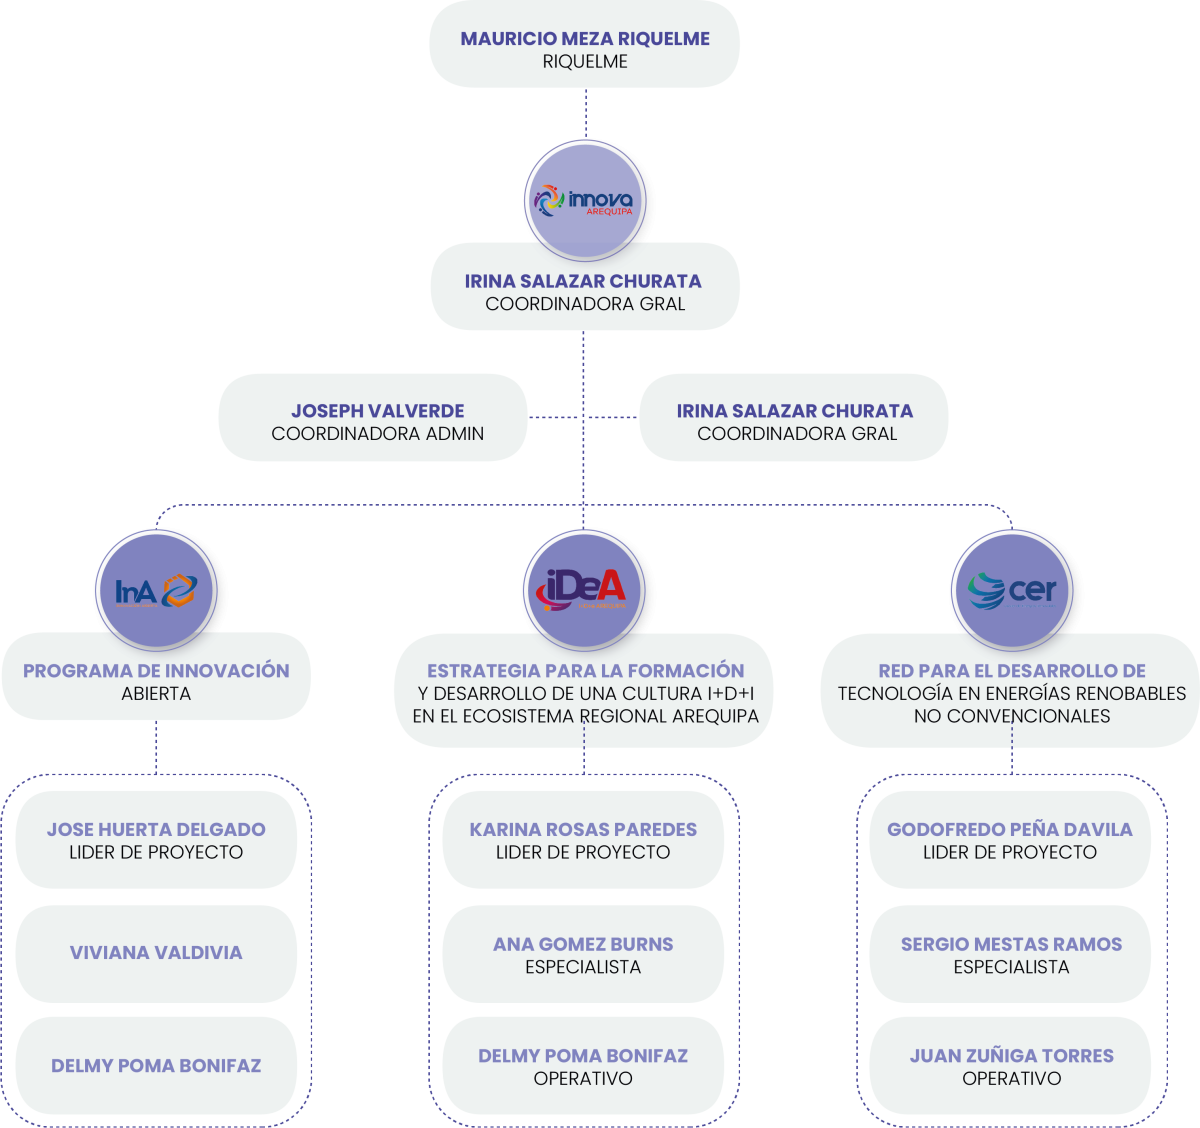 MAURICIO MEZA RIQUELME
RIQUELME
innova
AREQUIPA
IRINA SALAZAR CHURATA
COORDINADORA GRAL
JOSEPH VALVERDE
COORDINADORA ADMIN
IRINA SALAZAR CHURATA
COORDINADORA GRAL
InA
PROGRAMA DE INNOVACIÓN
ABIERTA
iDeA
ESTRATEGIA PARA LA FORMACIÓN
Y DESARROLLO DE UNA CULTURA I+D+I
EN EL ECOSISTEMA REGIONAL AREQUIPA
cer
RED PARA EL DESARROLLO DE
TECNOLOGÍA EN ENERGÍAS RENOBABLES
NO CONVENCIONALES
JOSE HUERTA DELGADO
LIDER DE PROYECTO
VIVIANA VALDIVIA
DELMY POMA BONIFAZ
KARINA ROSAS PAREDES
LIDER DE PROYECTO
ANA GOMEZ BURNS
ESPECIALISTA
DELMY POMA BONIFAZ
OPERATIVO
GODOFREDO PEÑA DAVILA
LIDER DE PROYECTO
SERGIO MESTAS RAMOS
ESPECIALISTA
JUAN ZUÑIGA TORRES
OPERATIVO